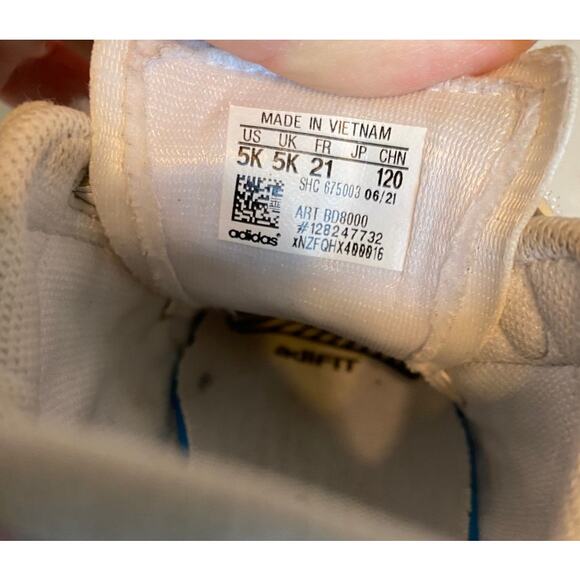 MADE IN VIETNAM
US UK FR JP CHN
5K 5K 21 120
SHC 675003 06/21
ART BD8000
#128247732
xNZFQHX400016
adidas
adiFIT